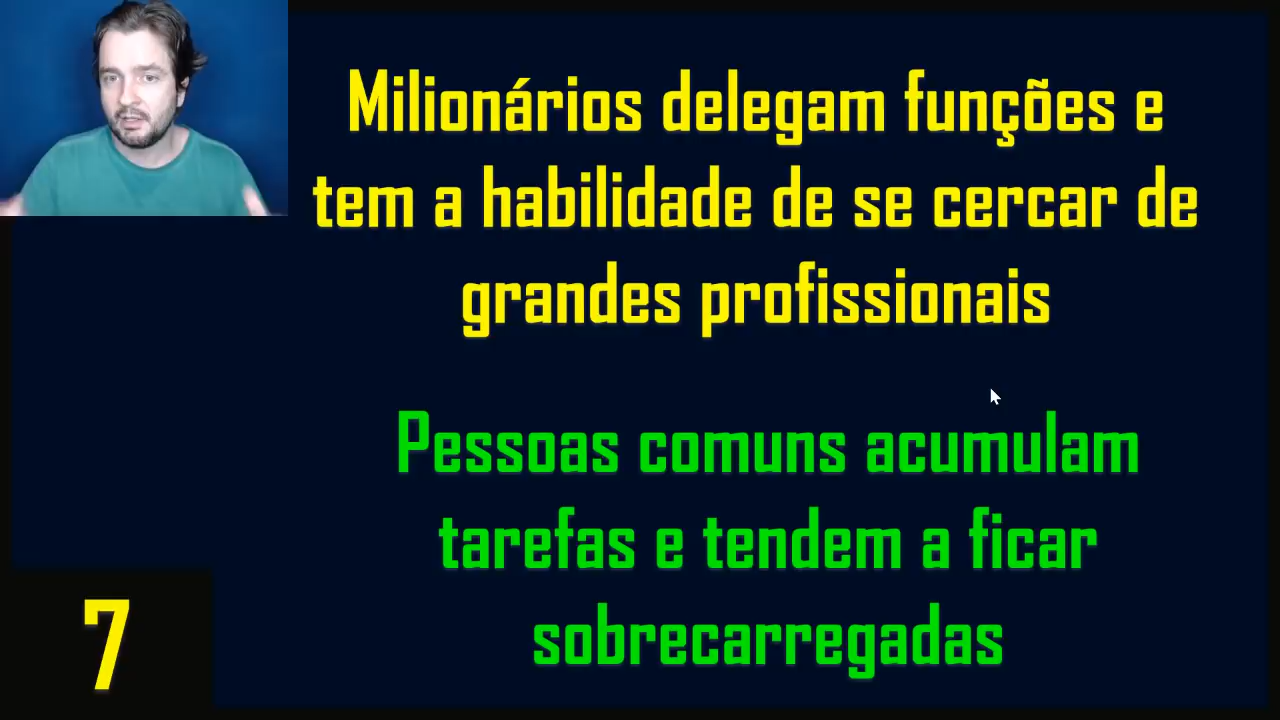 Milionários delegam funções e
tem a habilidade de se cercar de
grandes profissionais
Pessoas comuns acumulam
tarefas e tendem a ficar
sobrecarregadas
7